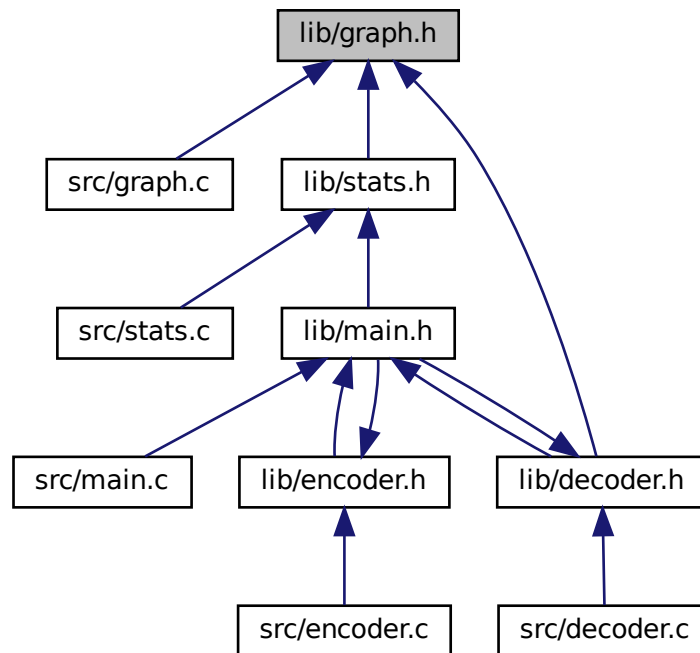 lib/graph.h
src/graph.c
lib/stats.h
src/stats.c
lib/main.h
src/main.c
lib/encoder.h
lib/decoder.h
src/encoder.c
src/decoder.c